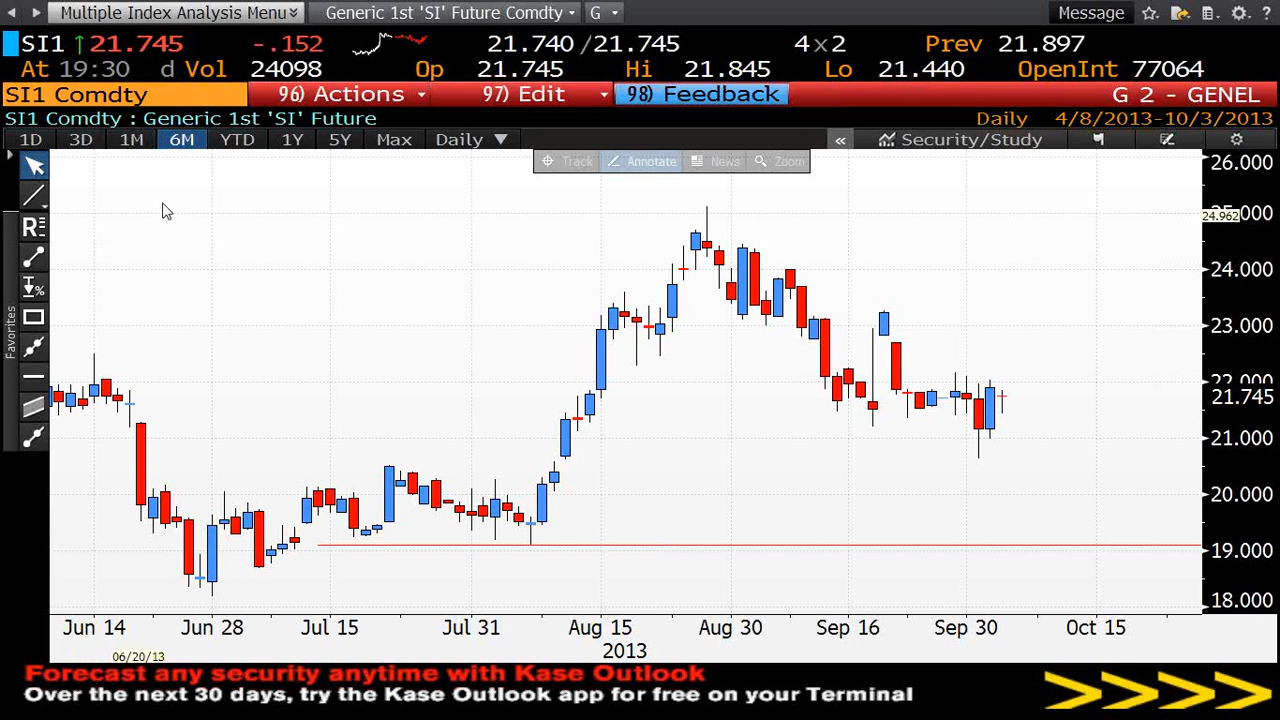 Multiple Index Analysis Menu Generic 1st 'SI' Future Comdty G Message
SI1 21.745 -.152 21.740 /21.745 4x2 Prev 21.897
At 19:30 d Vol 24098 Op 21.745 Hi 21.845 Lo 21.440 OpenInt 77064
SI1 Comdty 96) Actions 97) Edit 98) Feedback G 2 - GENEL
SI1 Comdty : Generic 1st 'SI' Future Daily 4/8/2013-10/3/2013
1D 3D 1M 6M YTD 1Y 5Y Max Daily « Security/Study
Track Annotate News Zoom
26.000
24.962
24.000
23.000
21.745
21.000
20.000
19.000
18.000
Favorites
Jun 14 Jun 28 Jul 15 Jul 31 Aug 15 Aug 30 Sep 16 Sep 30 Oct 15
2013
06/20/13
Forecast any security anytime with Kase Outlook
Over the next 30 days, try the Kase Outlook app for free on your Terminal